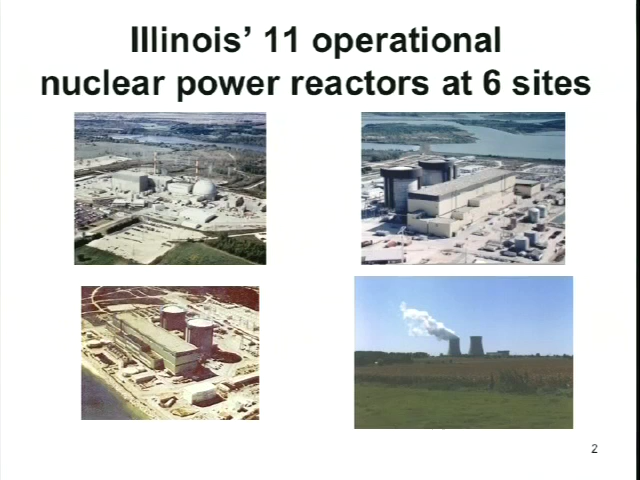 Illinois’ 11 operational
nuclear power reactors at 6 sites
2